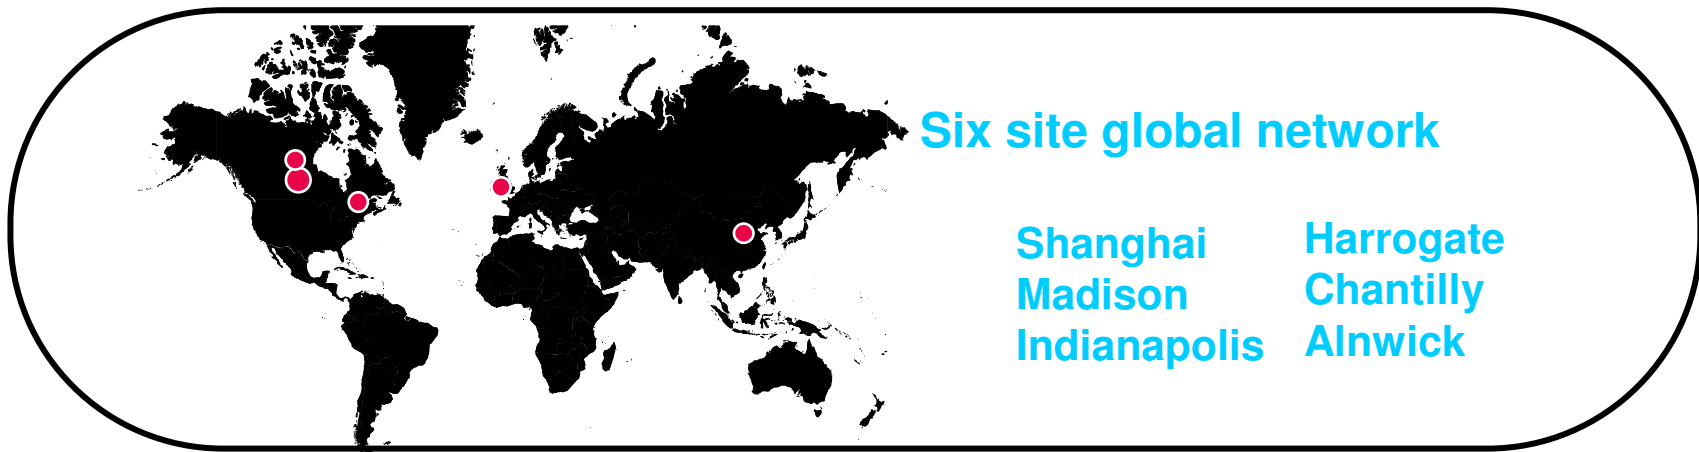 Six site global network
Shanghai
Madison
Indianapolis
Harrogate
Chantilly
Alnwick